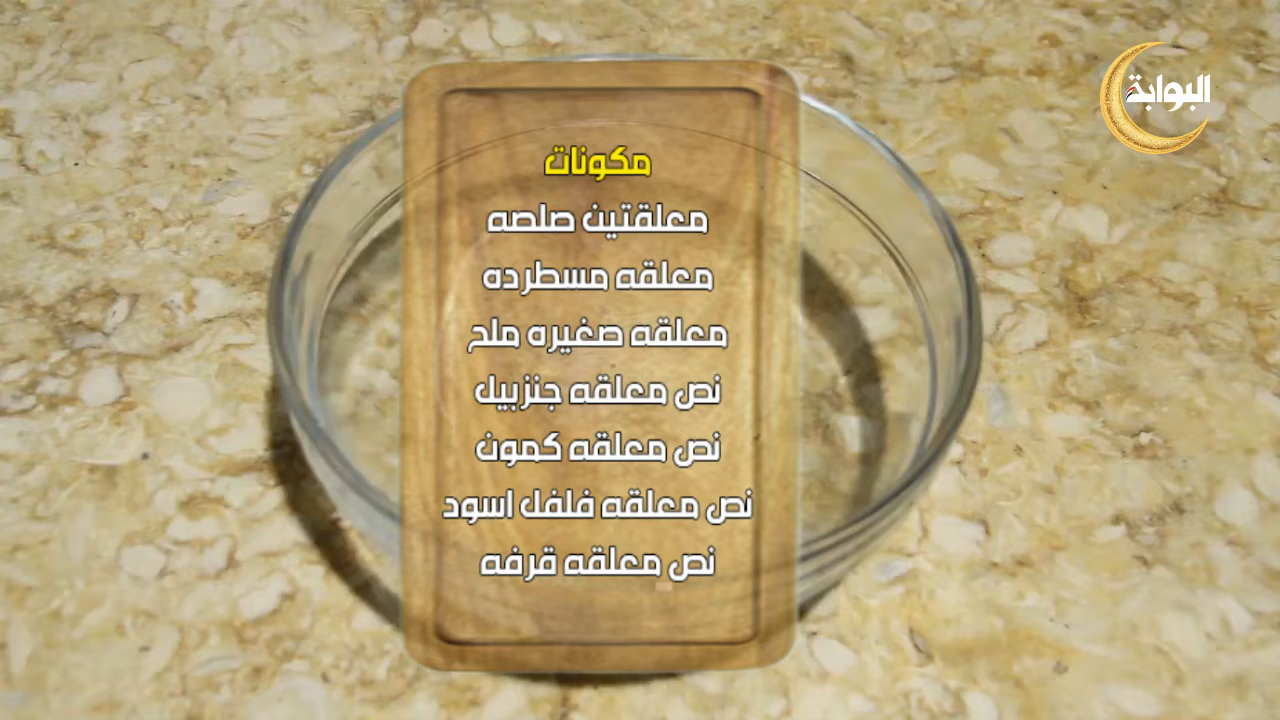 البوابة
مكونات
معلقتين صلصه
معلقه مسطرده
معلقه صغيره ملح
نص معلقه جنزبيل
نص معلقه كمون
نص معلقه فلفل اسود
نص معلقه قرفه